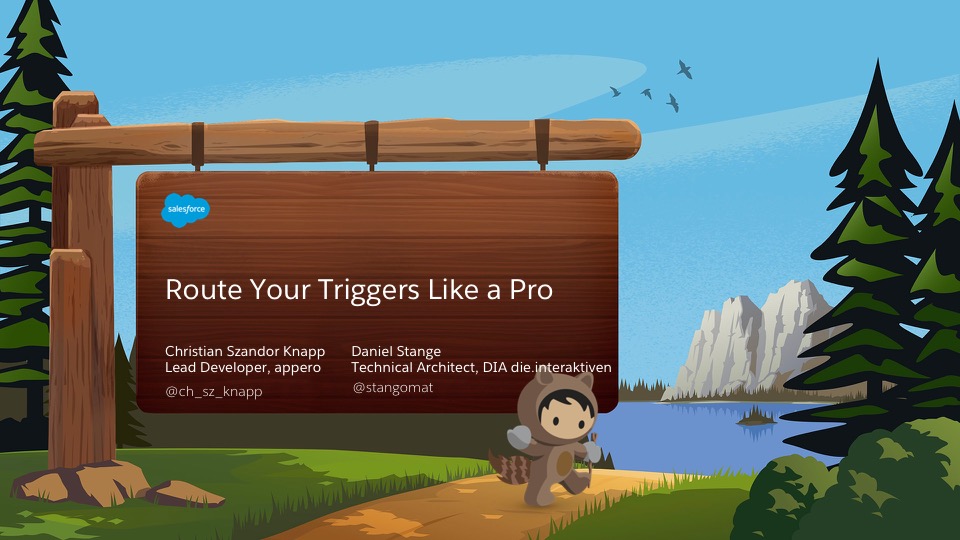 salesforce
Route Your Triggers Like a Pro
Christian Szandor Knapp
Lead Developer, appero
@ch_sz_knapp
Daniel Stange
Technical Architect, DIA die.interaktiven
@stangomat